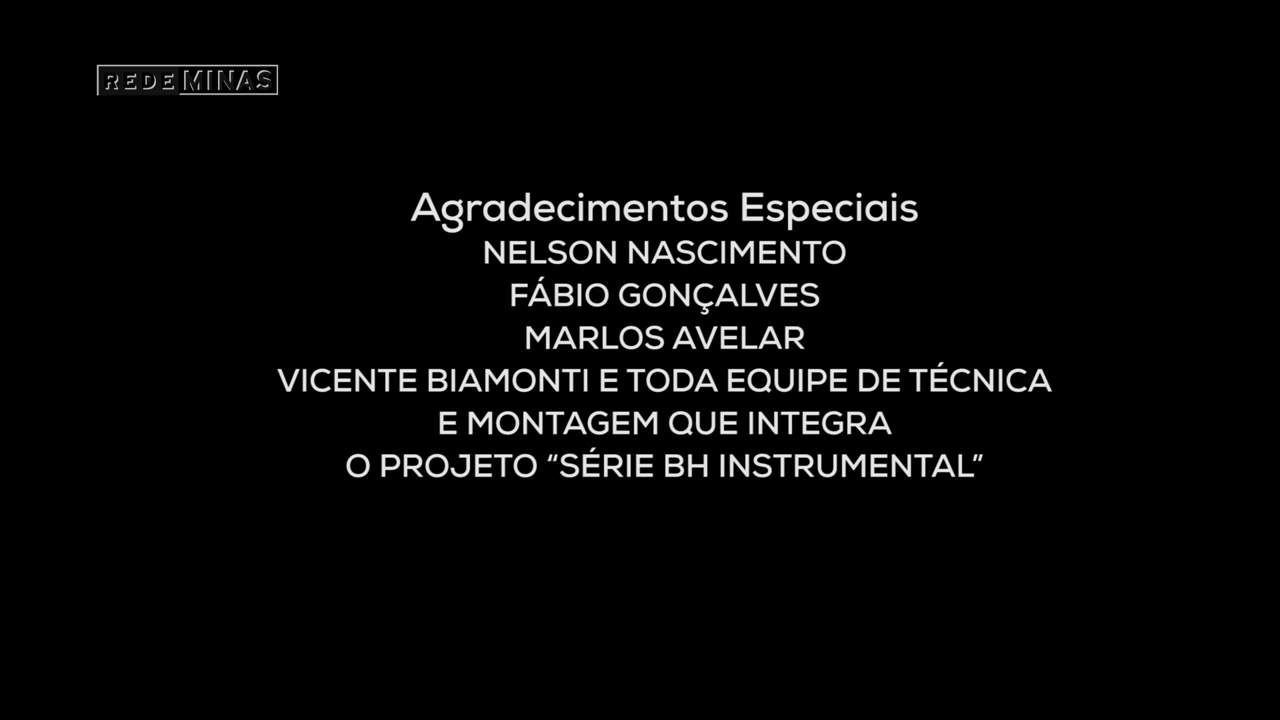 REDE MINAS
Agradecimentos Especiais
NELSON NASCIMENTO
FÁBIO GONÇALVES
MARLOS AVELAR
VICENTE BIAMONTI E TODA EQUIPE DE TÉCNICA
E MONTAGEM QUE INTEGRA
O PROJETO “SÉRIE BH INSTRUMENTAL”